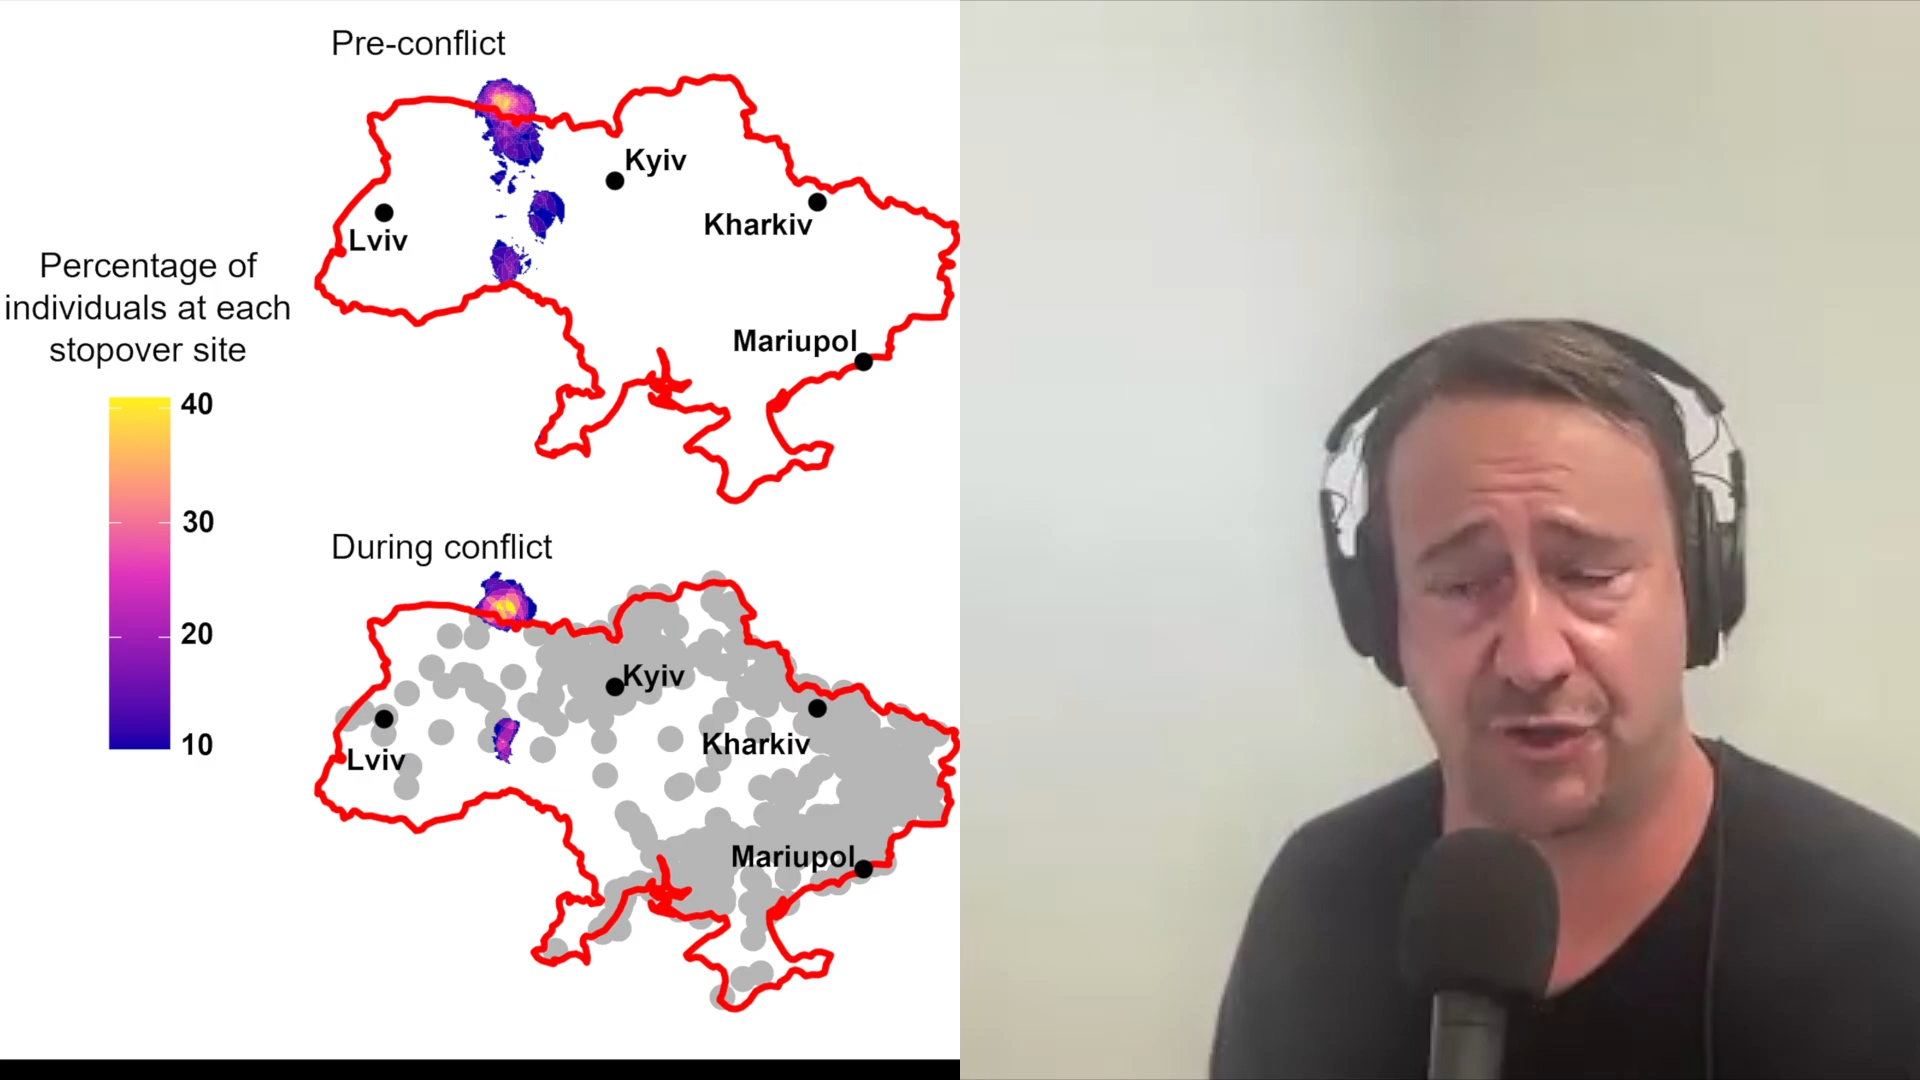 Pre-conflict
Kyiv
Lviv
Kharkiv
Mariupol
Percentage of
individuals at each
stopover site
40
30
20
10
During conflict
Kyiv
Lviv
Kharkiv
Mariupol